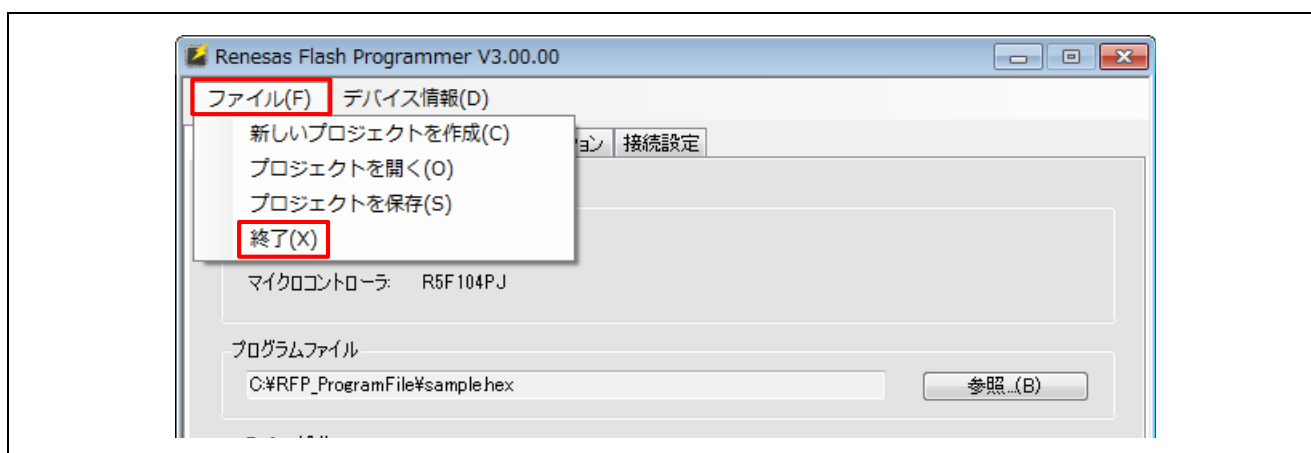 Renesas Flash Programmer V3.00.00
ファイル(F) デバイス情報(D)
新しいプロジェクトを作成(C)
ョン 接続設定
プロジェクトを開く(O)
プロジェクトを保存(S)
終了(X)
マイクロコントローラ: R5F104PJ
プログラムファイル
C:¥RFP_ProgramFile¥sample.hex
参照...(B)